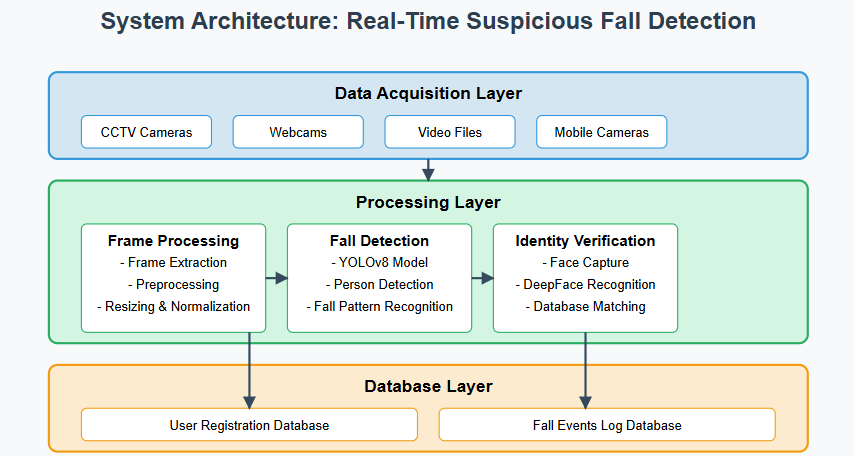 System Architecture: Real-Time Suspicious Fall Detection
Data Acquisition Layer
CCTV Cameras
Webcams
Video Files
Mobile Cameras
Processing Layer
Frame Processing
- Frame Extraction
- Preprocessing
- Resizing & Normalization
Fall Detection
- YOLOv8 Model
- Person Detection
- Fall Pattern Recognition
Identity Verification
- Face Capture
- DeepFace Recognition
- Database Matching
Database Layer
User Registration Database
Fall Events Log Database